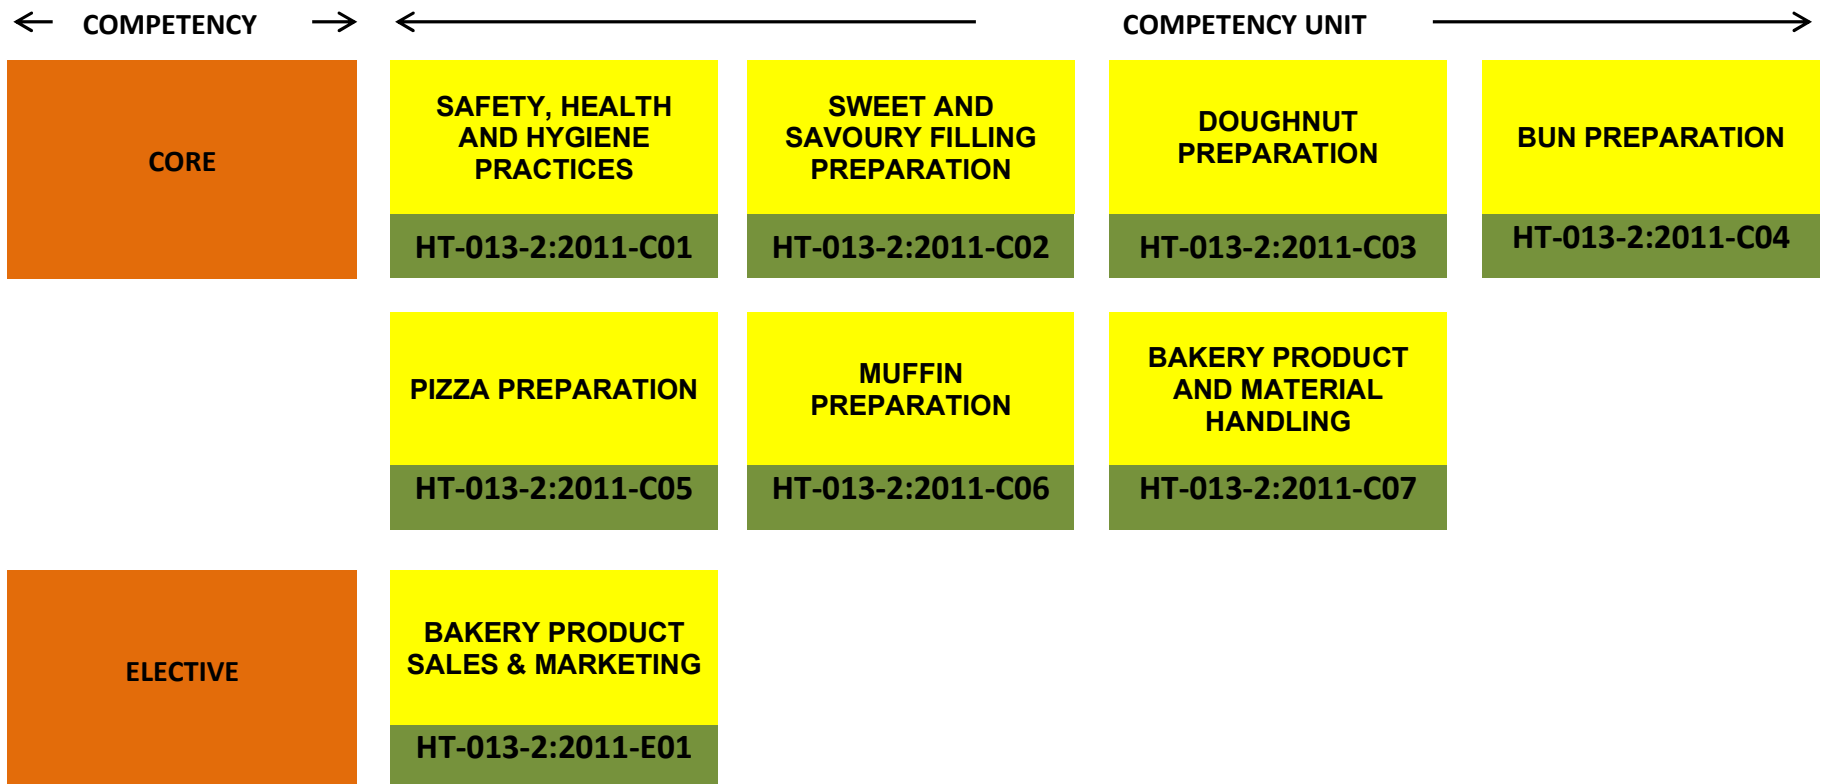 COMPETENCY
COMPETENCY UNIT
CORE
SAFETY, HEALTH
AND HYGIENE
PRACTICES
HT-013-2:2011-C01
SWEET AND
SAVOURY FILLING
PREPARATION
HT-013-2:2011-C02
DOUGHNUT
PREPARATION
HT-013-2:2011-C03
BUN PREPARATION
HT-013-2:2011-C04
PIZZA PREPARATION
HT-013-2:2011-C05
MUFFIN
PREPARATION
HT-013-2:2011-C06
BAKERY PRODUCT
AND MATERIAL
HANDLING
HT-013-2:2011-C07
ELECTIVE
BAKERY PRODUCT
SALES & MARKETING
HT-013-2:2011-E01